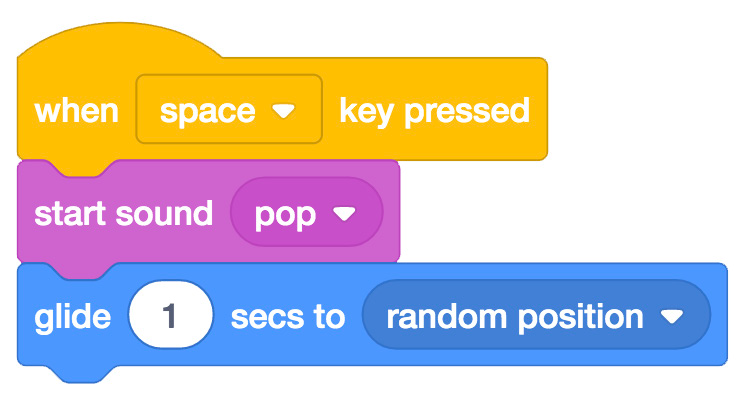 when space key pressed
start sound pop
glide 1 secs to random position